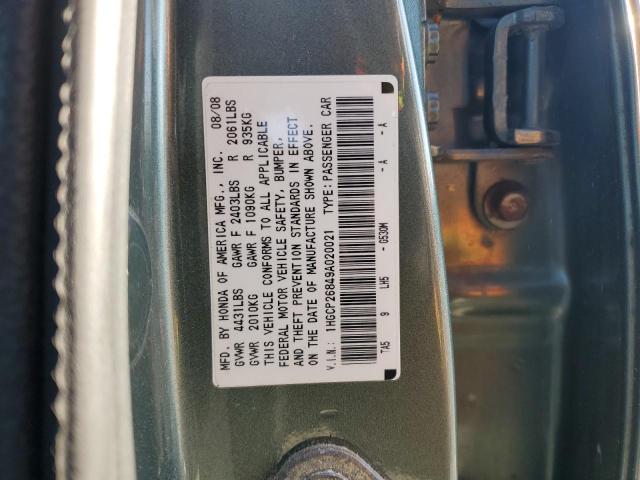 MFD. BY HONDA OF AMERICA MFG., INC. 08/08
GVWR 4431LBS GAWR F 2403LBS R 2061LBS
GVWR 2010KG GAWR F 1090KG R 935KG
THIS VEHICLE CONFORMS TO ALL APPLICABLE
FEDERAL MOTOR VEHICLE SAFETY, BUMPER,
AND THEFT PREVENTION STANDARDS IN EFFECT
ON THE DATE OF MANUFACTURE SHOWN ABOVE.
V.I.N.: 1HGCP26849A020021 TYPE: PASSENGER CAR
TA5 9 LH5 - G530M - A - A